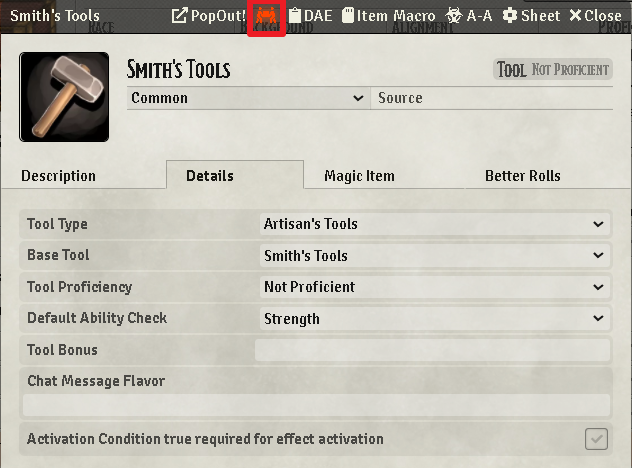 Smith's Tools PopOut! DAE Item Macro A-A Sheet Close
Smith's Tools Tool Not Proficient
Common Source
Description Details Magic Item Better Rolls
Tool Type Artisan's Tools
Base Tool Smith's Tools
Tool Proficiency Not Proficient
Default Ability Check Strength
Tool Bonus
Chat Message Flavor
Activation Condition true required for effect activation